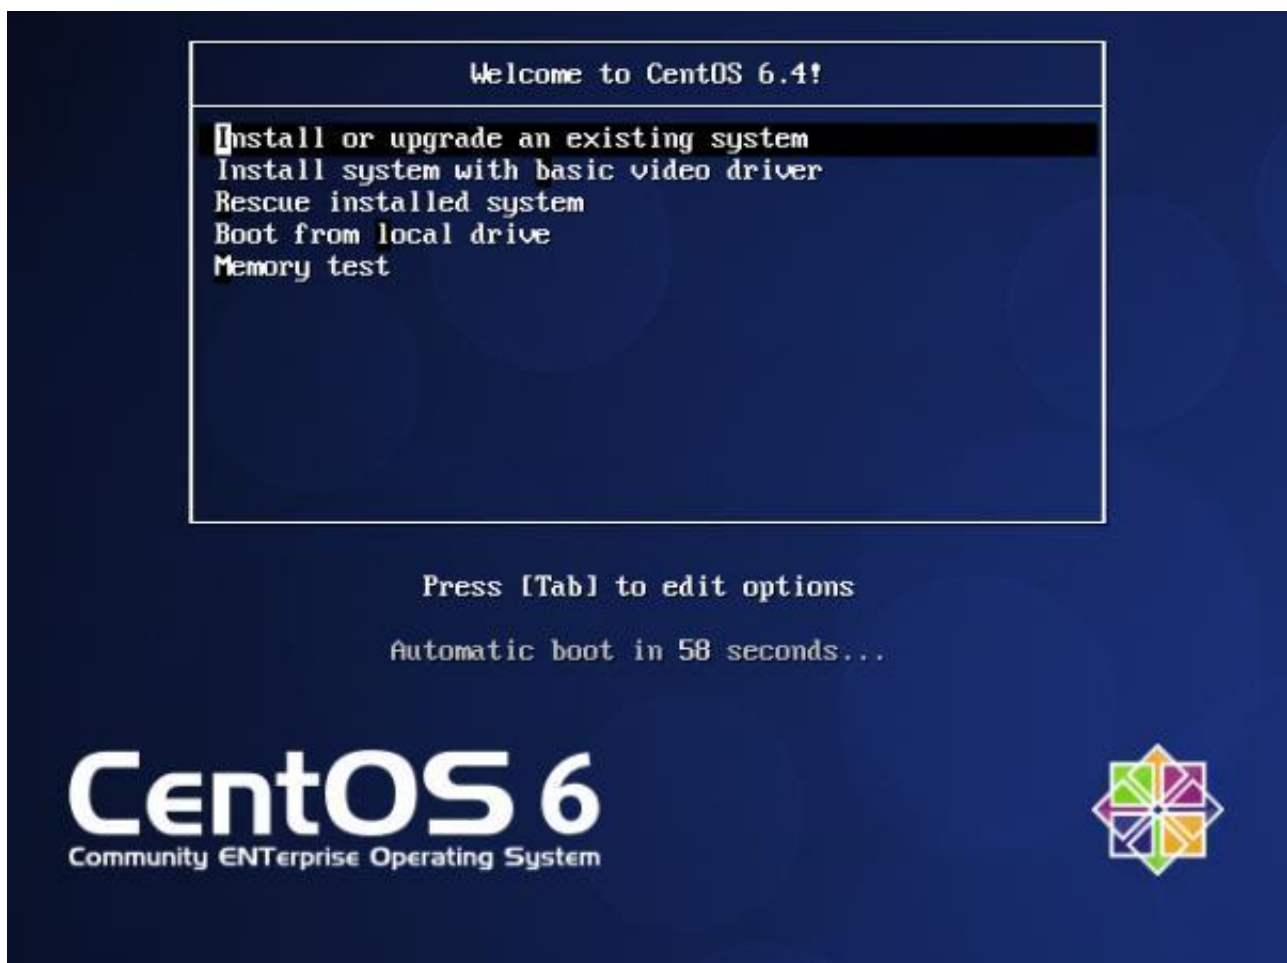 Welcome to CentOS 6.4!
Install or upgrade an existing system
Install system with basic video driver
Rescue installed system
Boot from local drive
Memory test
Press [Tab] to edit options
Automatic boot in 58 seconds...
CentOS 6
Community ENTerprise Operating System